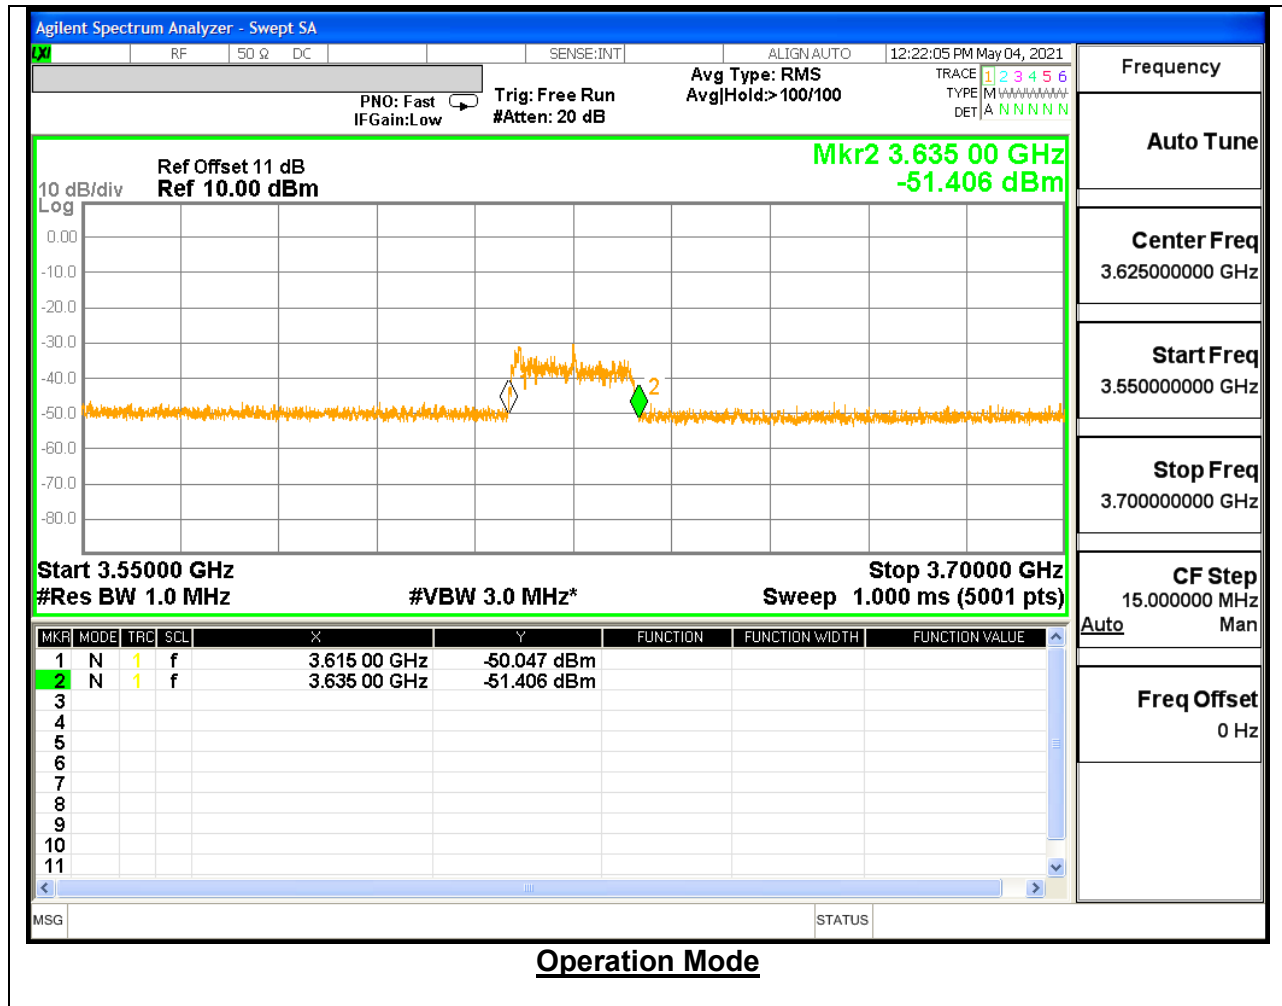 Agilent Spectrum Analyzer - Swept SA
LXI RF 50 Ω DC SENSE:INT ALIGN AUTO 12:22:05 PM May 04, 2021
PNO: Fast
IFGain:Low
Trig: Free Run
#Atten: 20 dB
Avg Type: RMS
Avg|Hold:>100/100
TRACE 1 2 3 4 5 6
TYPE M
DET A N N N N N
Mkr2 3.635 00 GHz
-51.406 dBm
Ref Offset 11 dB
10 dB/div Ref 10.00 dBm
Log
0.00
-10.0
-20.0
-30.0
-40.0
-50.0
-60.0
-70.0
-80.0
2
Start 3.55000 GHz Stop 3.70000 GHz
#Res BW 1.0 MHz #VBW 3.0 MHz* Sweep 1.000 ms (5001 pts)
MKR MODE TRC SCL X Y FUNCTION FUNCTION WIDTH FUNCTION VALUE
1 N 1 f 3.615 00 GHz -50.047 dBm
2 N 1 f 3.635 00 GHz -51.406 dBm
3
4
5
6
7
8
9
10
11
MSG STATUS
Frequency
Auto Tune
Center Freq
3.625000000 GHz
Start Freq
3.550000000 GHz
Stop Freq
3.700000000 GHz
CF Step
15.000000 MHz
Auto Man
Freq Offset
0 Hz
Operation Mode